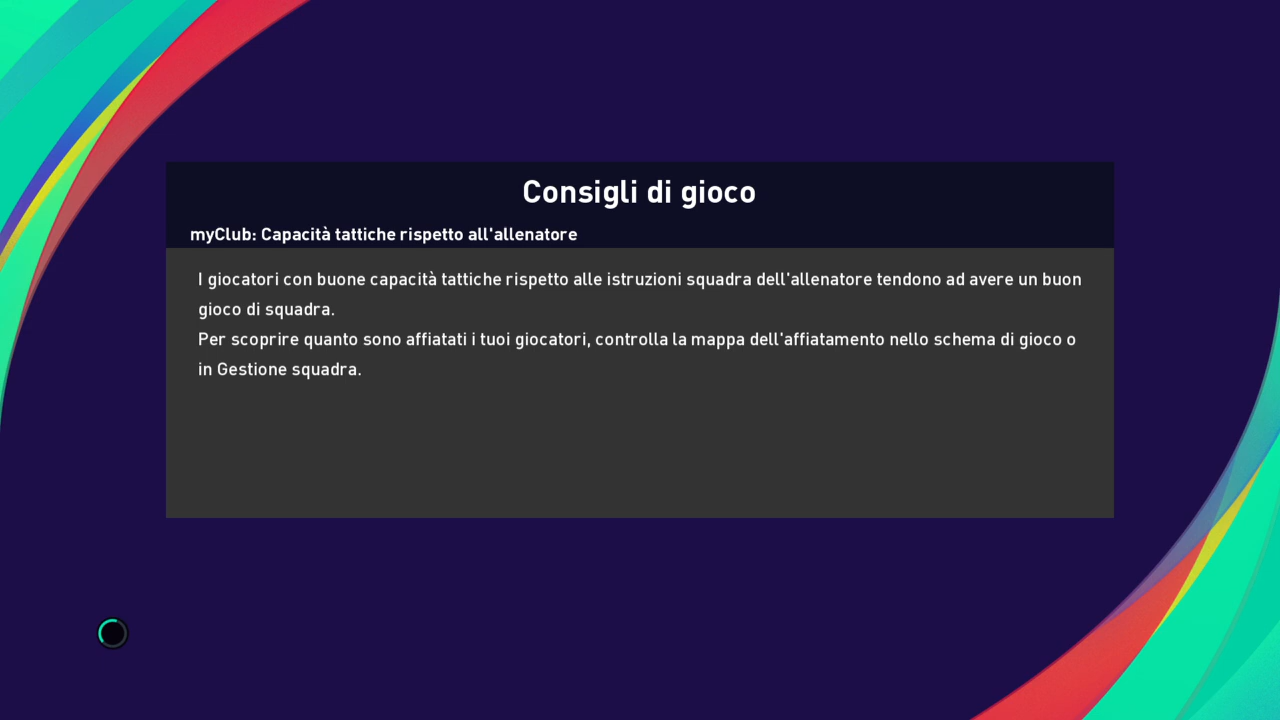 Consigli di gioco
myClub: Capacità tattiche rispetto all'allenatore
I giocatori con buone capacità tattiche rispetto alle istruzioni squadra dell'allenatore tendono ad avere un buon
gioco di squadra.
Per scoprire quanto sono affiatati i tuoi giocatori, controlla la mappa dell'affiatamento nello schema di gioco o
in Gestione squadra.